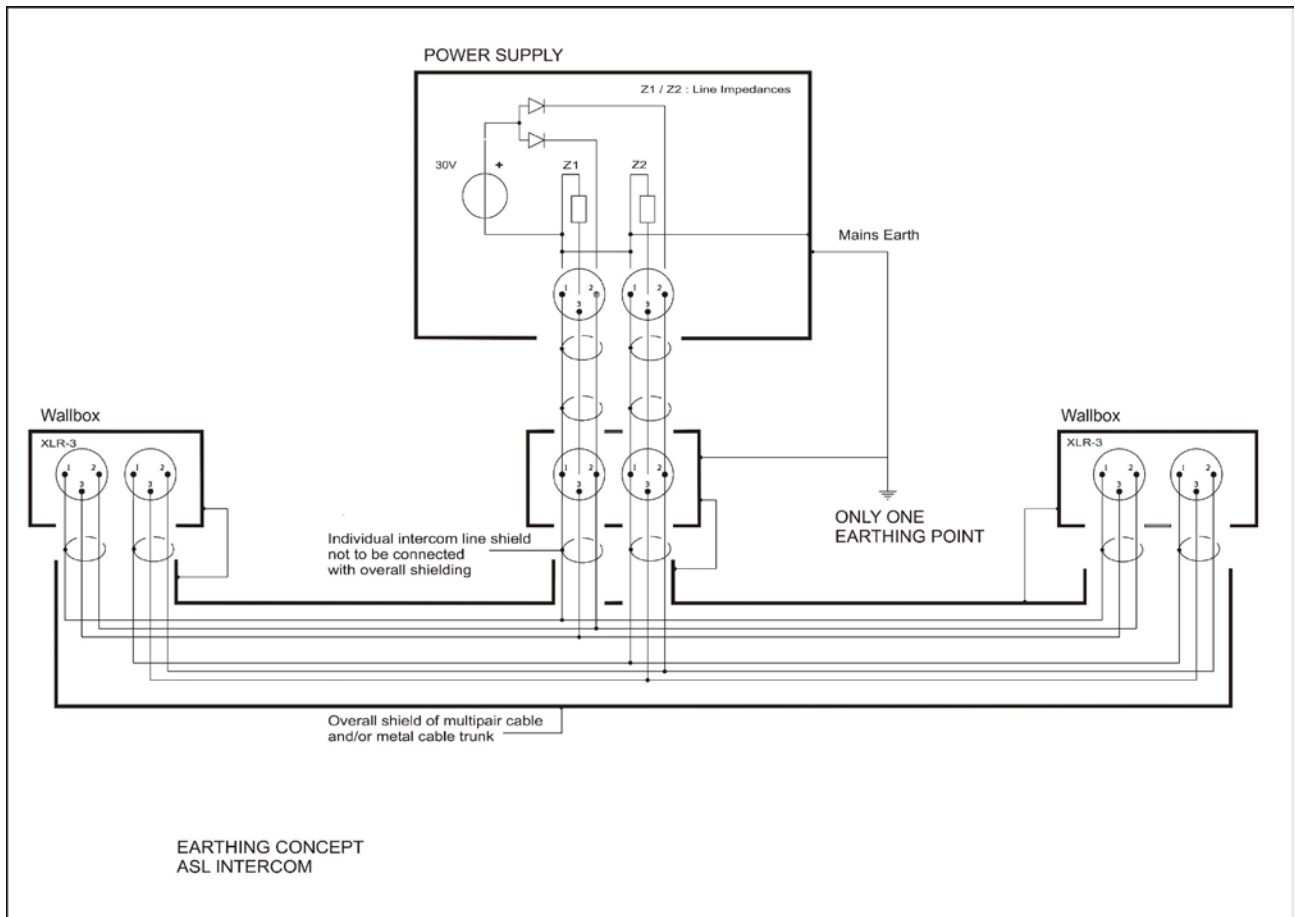 POWER SUPPLY
Z1 / Z2 : Line Impedances
30V
+
Z1
Z2
Mains Earth
1
2
3
1
2
3
Wallbox
XLR-3
1
2
3
1
2
3
1
2
3
1
2
3
Wallbox
XLR-3
1
2
3
1
2
3
ONLY ONE
EARTHING POINT
Individual intercom line shield
not to be connected
with overall shielding
Overall shield of multipair cable
and/or metal cable trunk
EARTHING CONCEPT
ASL INTERCOM